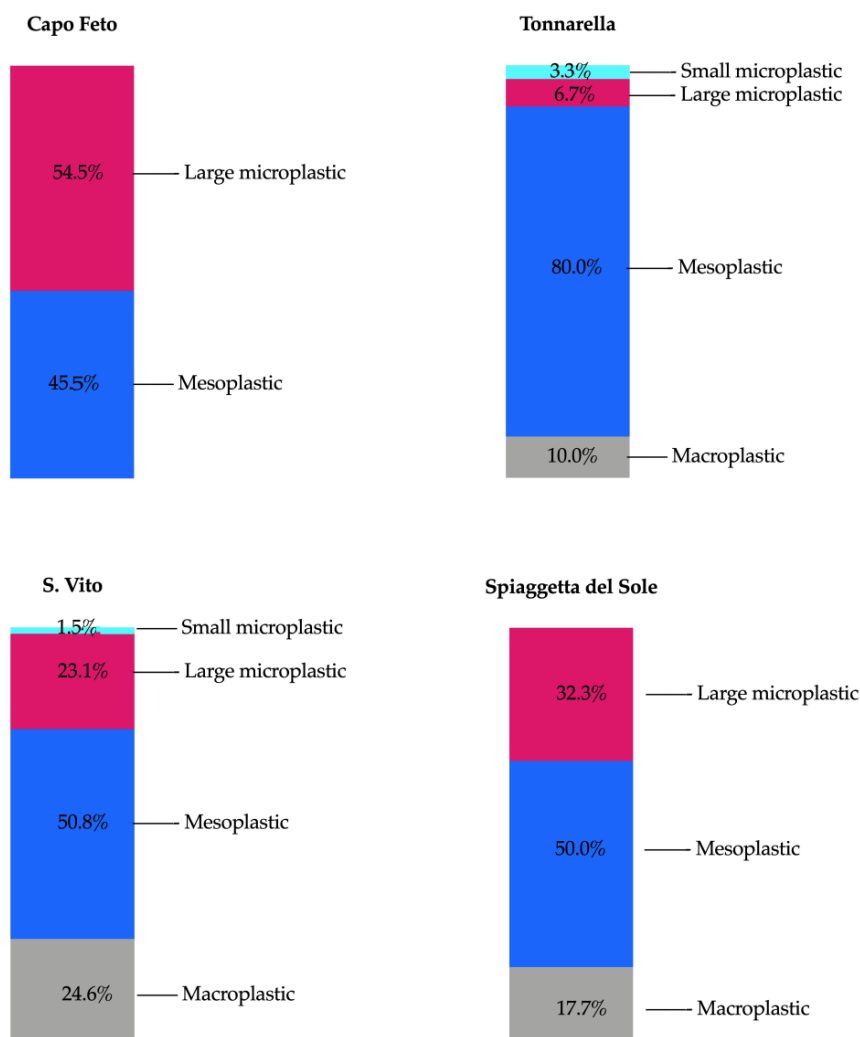 Capo Feto
54.5%
Large microplastic
45.5%
Mesoplastic
Tonnarella
3.3%
Small microplastic
6.7%
Large microplastic
80.0%
Mesoplastic
10.0%
Macroplastic
S. Vito
1.5%
Small microplastic
23.1%
Large microplastic
50.8%
Mesoplastic
24.6%
Macroplastic
Spiaggetta del Sole
32.3%
Large microplastic
50.0%
Mesoplastic
17.7%
Macroplastic